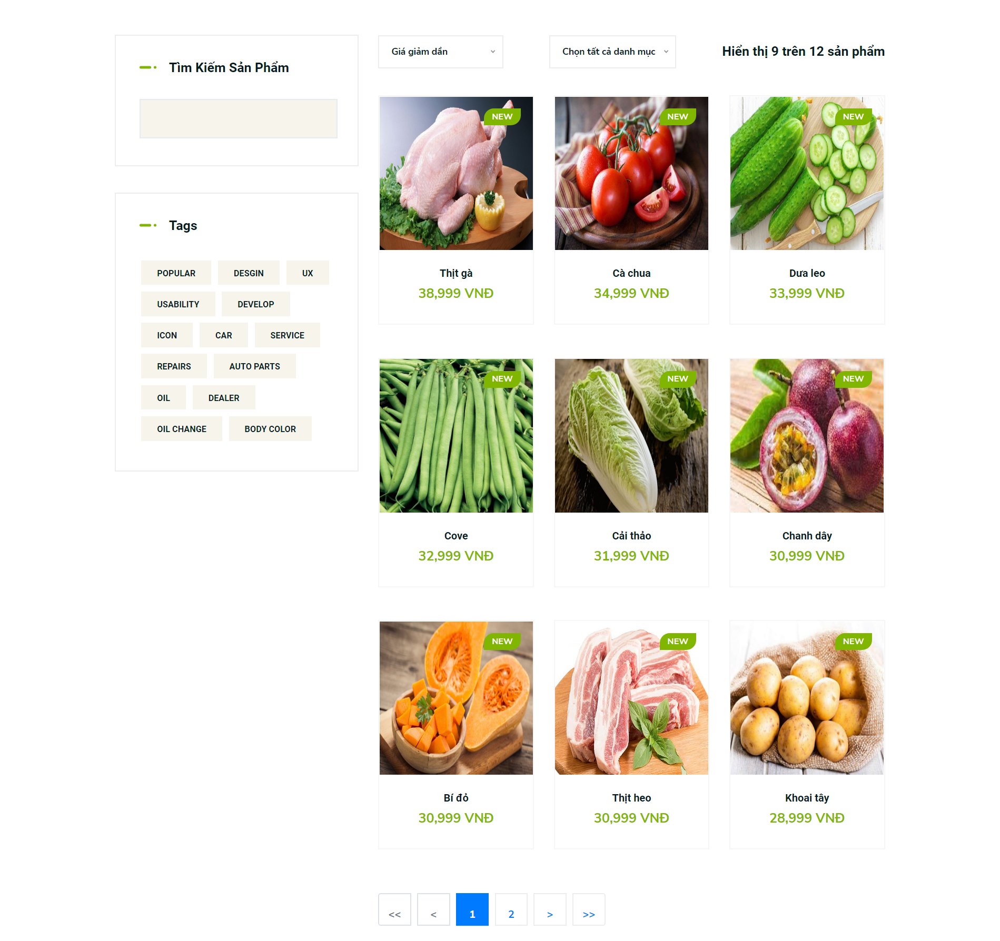 Tìm Kiếm Sản Phẩm
Tags
POPULAR DESGIN UX
USABILITY DEVELOP
ICON CAR SERVICE
REPAIRS AUTO PARTS
OIL DEALER
OIL CHANGE BODY COLOR
Giá giảm dần Chọn tất cả danh mục Hiển thị 9 trên 12 sản phẩm
NEW NEW NEW
Thịt gà Cà chua Dưa leo
38,999 VNĐ 34,999 VNĐ 33,999 VNĐ
NEW NEW NEW
Cove Cải thảo Chanh dây
32,999 VNĐ 31,999 VNĐ 30,999 VNĐ
NEW NEW NEW
Bí đỏ Thịt heo Khoai tây
30,999 VNĐ 30,999 VNĐ 28,999 VNĐ
<< < 1 2 > >>